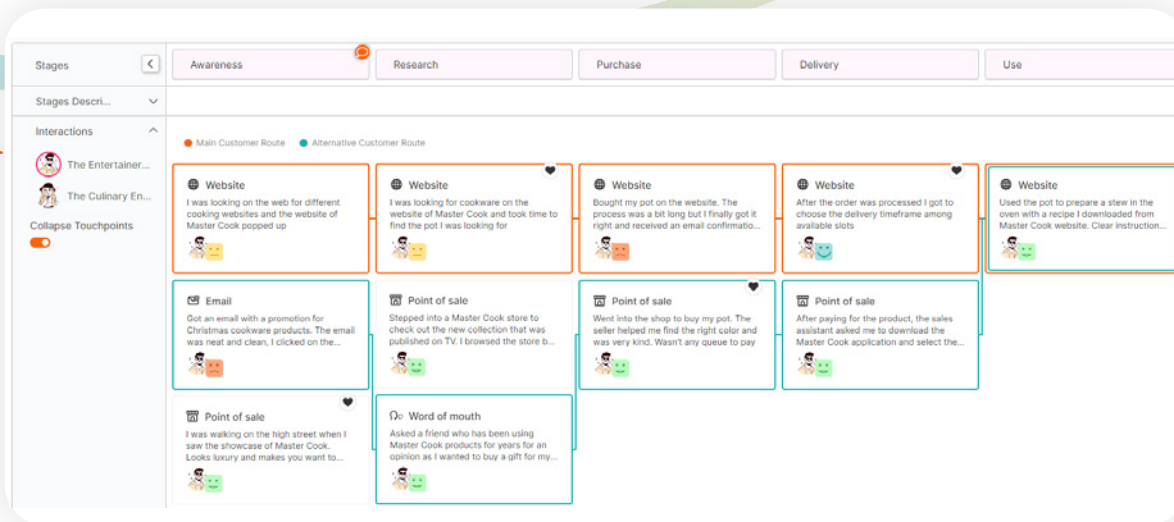 Stages
Awareness
Research
Purchase
Delivery
Use
Stages Descri...
Interactions
The Entertainer...
The Culinary En...
Collapse Touchpoints
Main Customer Route
Alternative Customer Route
Website
I was looking on the web for different
cooking websites and the website of
Master Cook popped up
Website
I was looking for cookware on the
website of Master Cook and took time to
find the pot I was looking for
Website
Bought my pot on the website. The
process was a bit long but I finally got it
right and received an email confirmatio...
Website
After the order was processed I got to
choose the delivery timeframe among
available slots
Website
Used the pot to prepare a stew in the
oven with a recipe I downloaded from
Master Cook website. Clear instruction...
Email
Got an email with a promotion for
Christmas cookware products. The email
was neat and clean, I clicked on the...
Point of sale
Stepped into a Master Cook store to
check out the new collection that was
published on TV. I browsed the store b...
Point of sale
Went into the shop to buy my pot. The
seller helped me find the right color and
was very kind. Wasn't any queue to pay
Point of sale
After paying for the product, the sales
assistant asked me to download the
Master Cook application and select the...
Point of sale
I was walking on the high street when I
saw the showcase of Master Cook.
Looks luxury and makes you want to...
Word of mouth
Asked a friend who has been using
Master Cook products for years for an
opinion as I wanted to buy a gift for my...